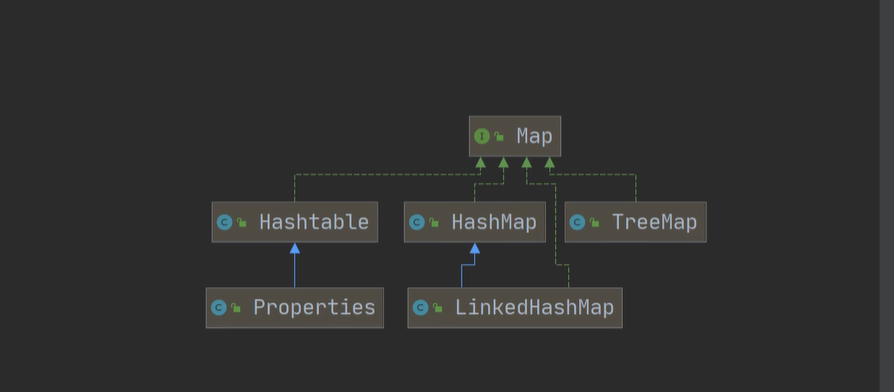 Map
Hashtable
HashMap
TreeMap
Properties
LinkedHashMap